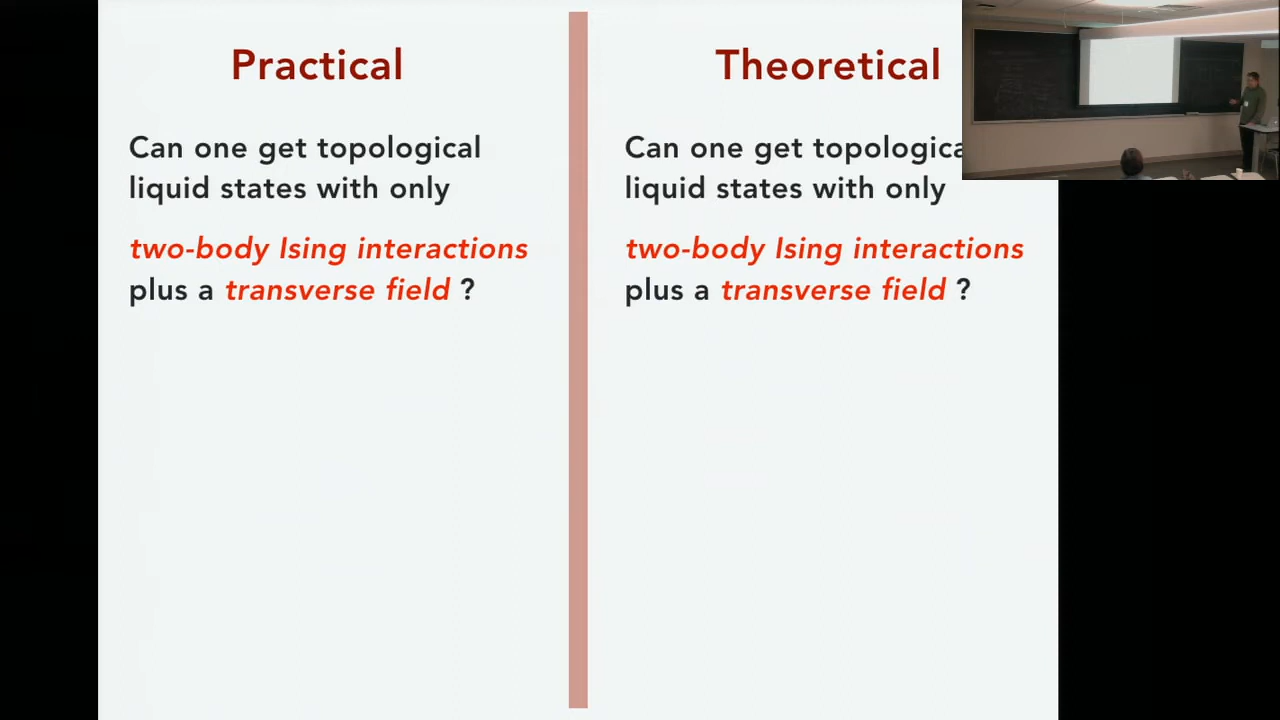 Practical
Can one get topological
liquid states with only
two-body Ising interactions
plus a transverse field ?
Theoretical
Can one get topologica
liquid states with only
two-body Ising interactions
plus a transverse field ?